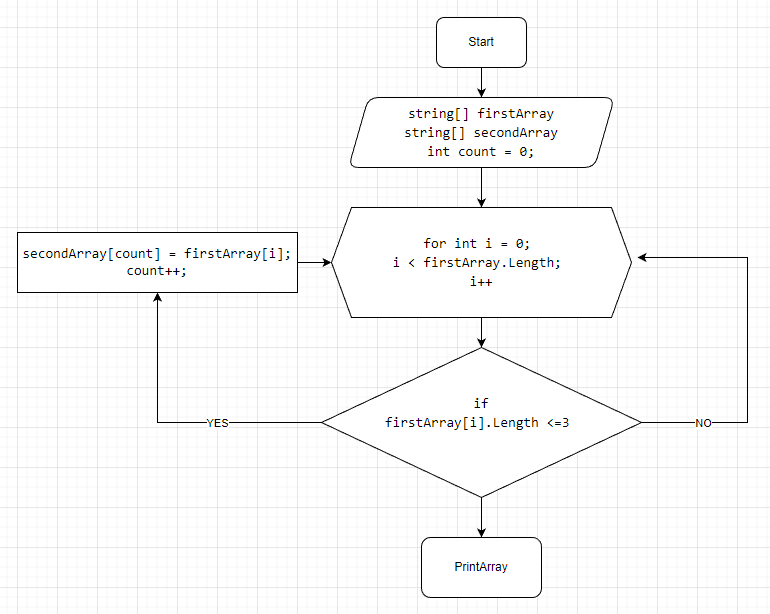 Start
string[] firstArray
string[] secondArray
int count = 0;
for int i = 0;
i < firstArray.Length;
i++
secondArray[count] = firstArray[i];
count++;
if
firstArray[i].Length <=3
YES
NO
PrintArray